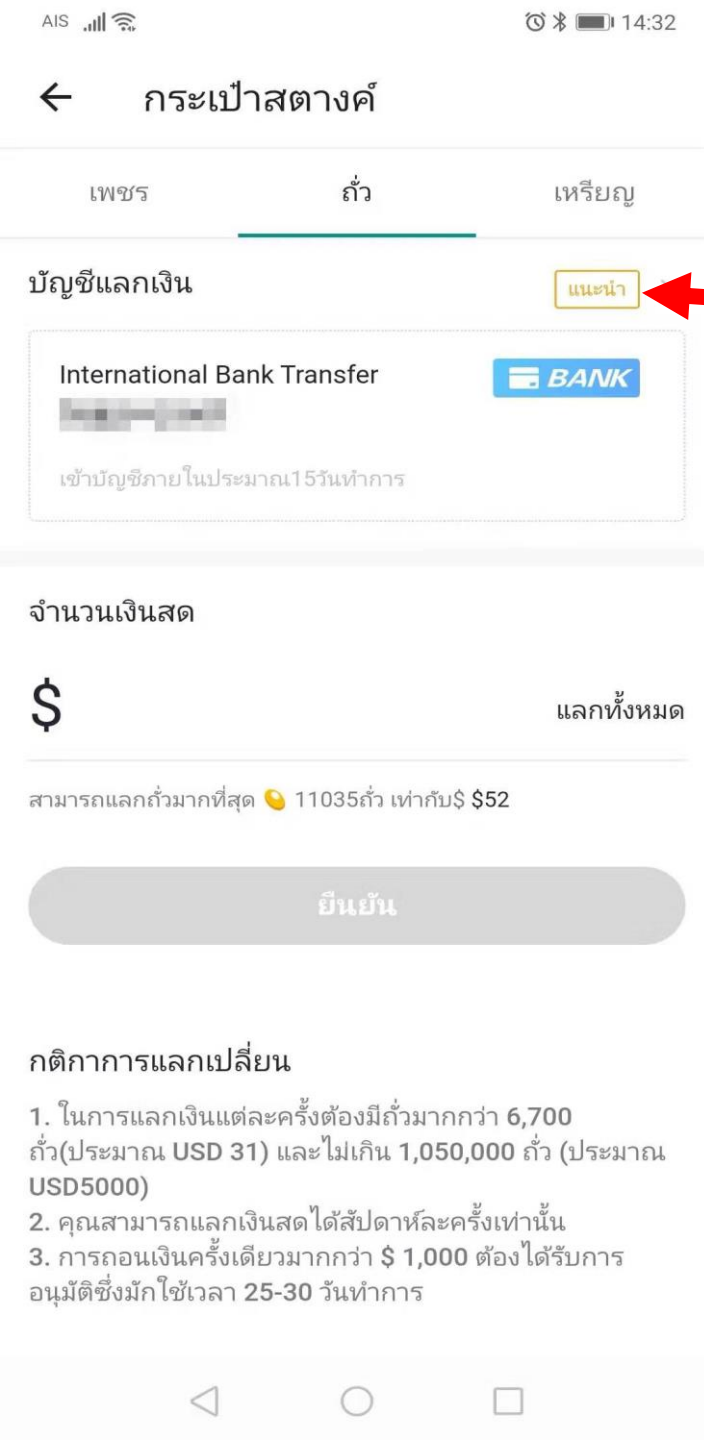 AIS 14:32
กระเป๋าสตางค์
เพชร ถั่ว เหรียญ
บัญชีแลกเงิน แนะนำ
International Bank Transfer BANK
เข้าบัญชีภายในประมาณ15วันทำการ
จำนวนเงินสด
$ แลกทั้งหมด
สามารถแลกถั่วมากที่สุด 11035ถั่ว เท่ากับ$ $52
ยืนยัน
กติกาการแลกเปลี่ยน
1. ในการแลกเงินแต่ละครั้งต้องมีถั่วมากกว่า 6,700
ถั่ว(ประมาณ USD 31) และไม่เกิน 1,050,000 ถั่ว (ประมาณ
USD5000)
2. คุณสามารถแลกเงินสดได้สัปดาห์ละครั้งเท่านั้น
3. การถอนเงินครั้งเดียวมากกว่า $ 1,000 ต้องได้รับการ
อนุมัติซึ่งมักใช้เวลา 25-30 วันทำการ